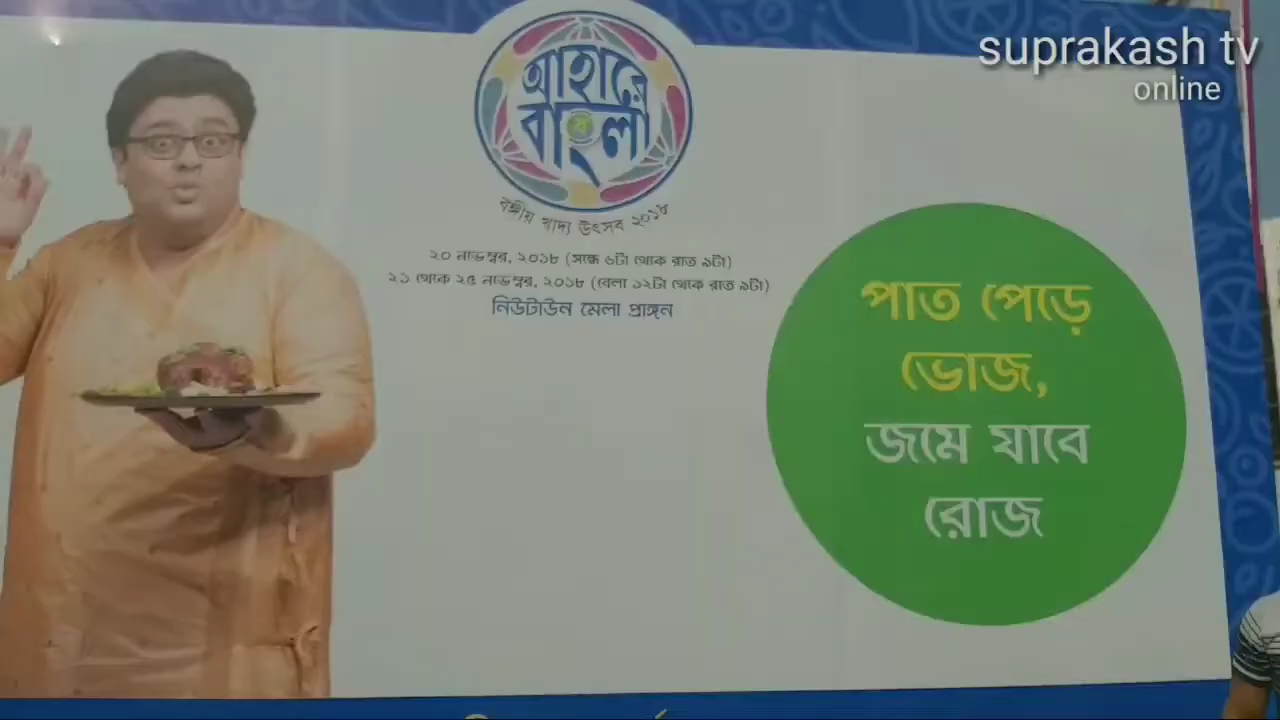 suprakash tv
online
আহারে
বাংলা
বঙ্গীয় খাদ্য উৎসব ২০১৮
২০ নভেম্বর, ২০১৮ (সন্ধে ৬টা থেকে রাত ৯টা)
২১ থেকে ২৫ নভেম্বর, ২০১৮ (বেলা ১২টা থেকে রাত ৯টা)
নিউটাউন মেলা প্রাঙ্গন
পাত পেড়ে
ভোজ,
জমে যাবে
রোজ